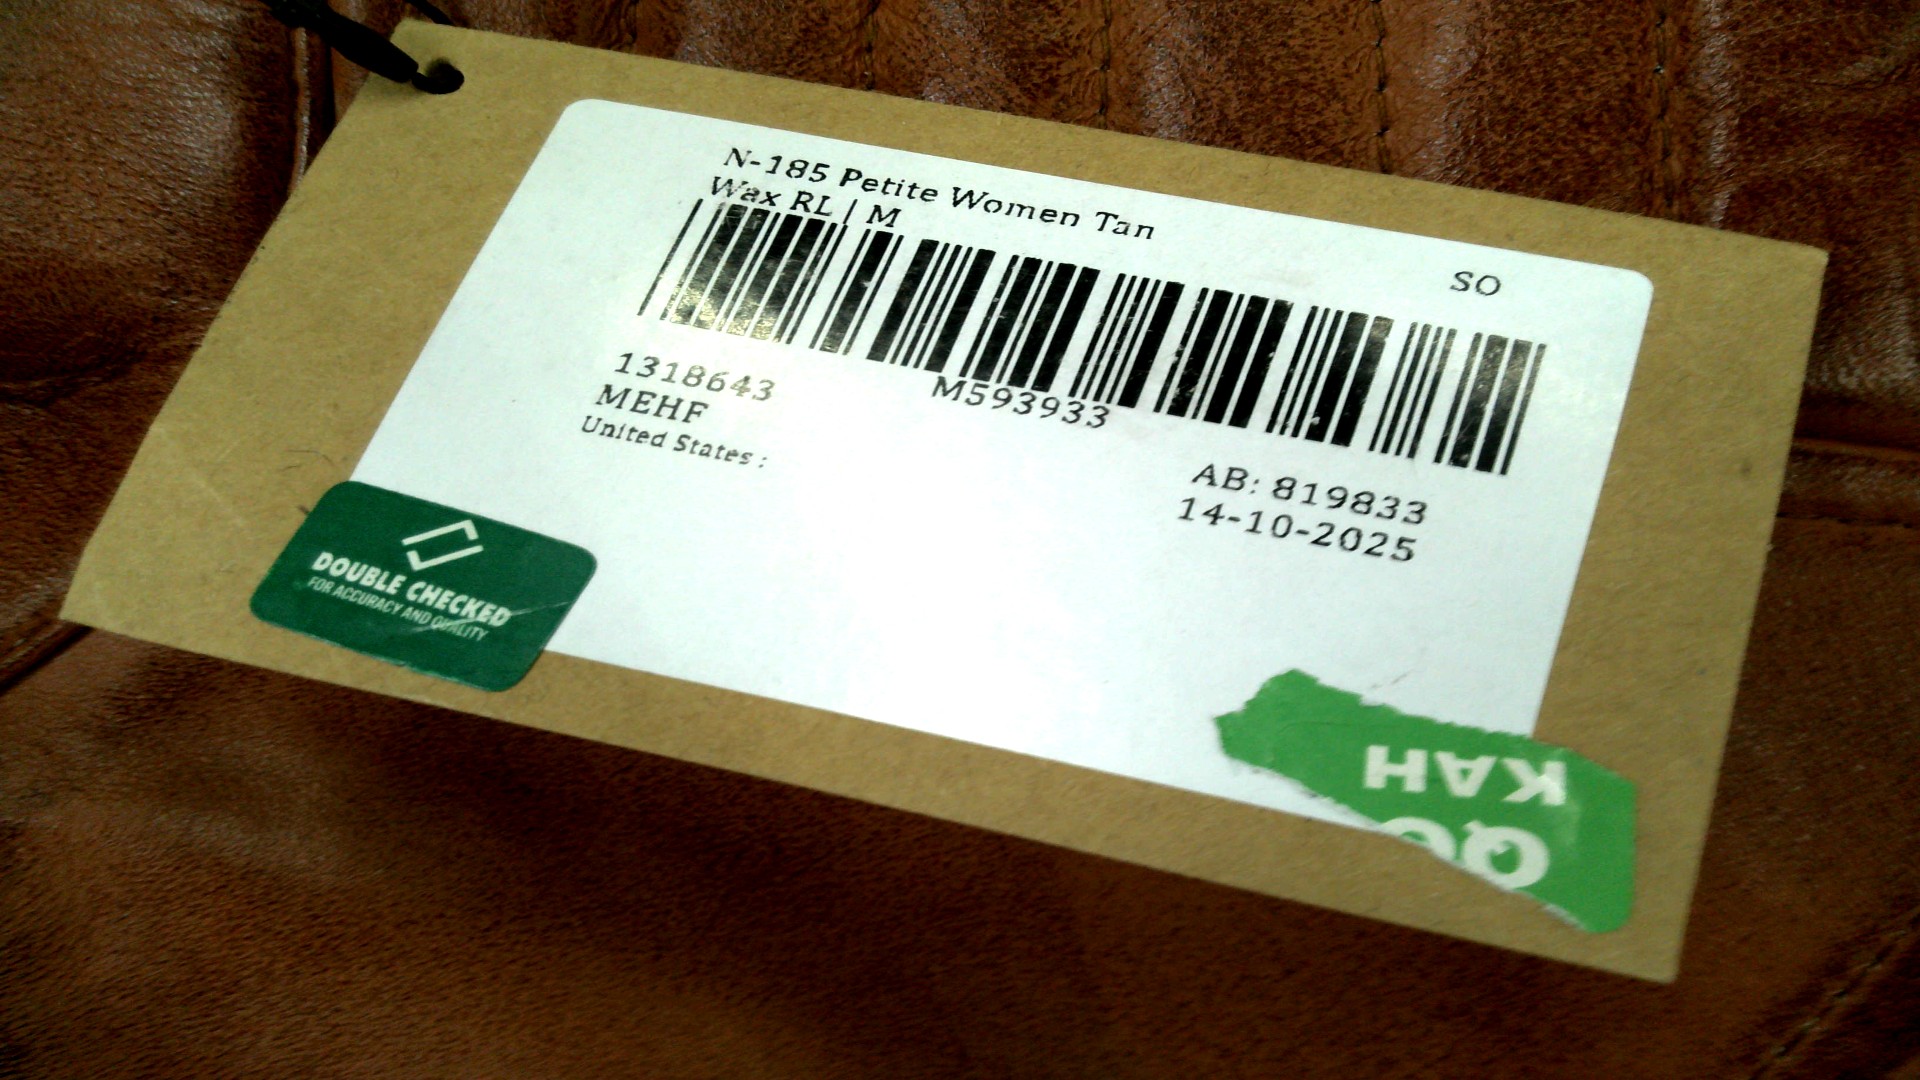 N-185 Petite Women Tan
Wax RL | M
SO
M593933
1318643
MEHF
United States :
AB: 819833
14-10-2025
DOUBLE CHECKED
FOR ACCURACY AND QUALITY
KAH